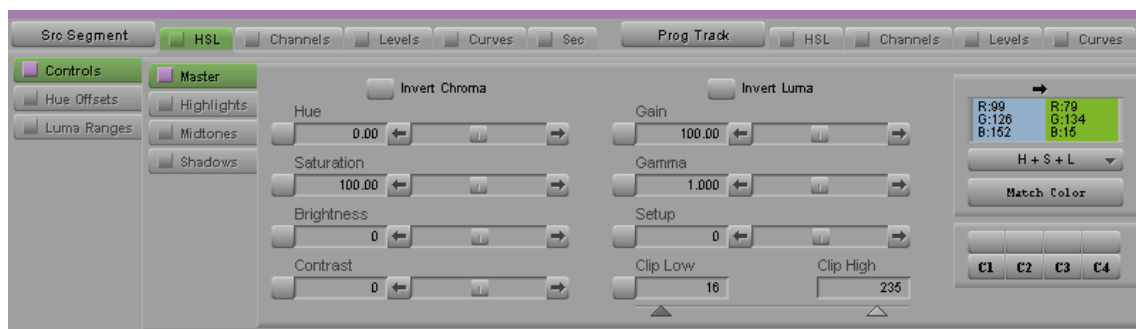 Src Segment HSL Channels Levels Curves Sec Prog Track HSL Channels Levels Curves
Controls
Hue Offsets
Luma Ranges
Master
Highlights
Midtones
Shadows
Invert Chroma
Hue
0.00
Saturation
100.00
Brightness
0
Contrast
0
Invert Luma
Gain
100.00
Gamma
1.000
Setup
0
Clip Low Clip High
16 235
R:99 R:79
G:126 G:134
B:152 B:15
H + S + L
Match Color
C1 C2 C3 C4